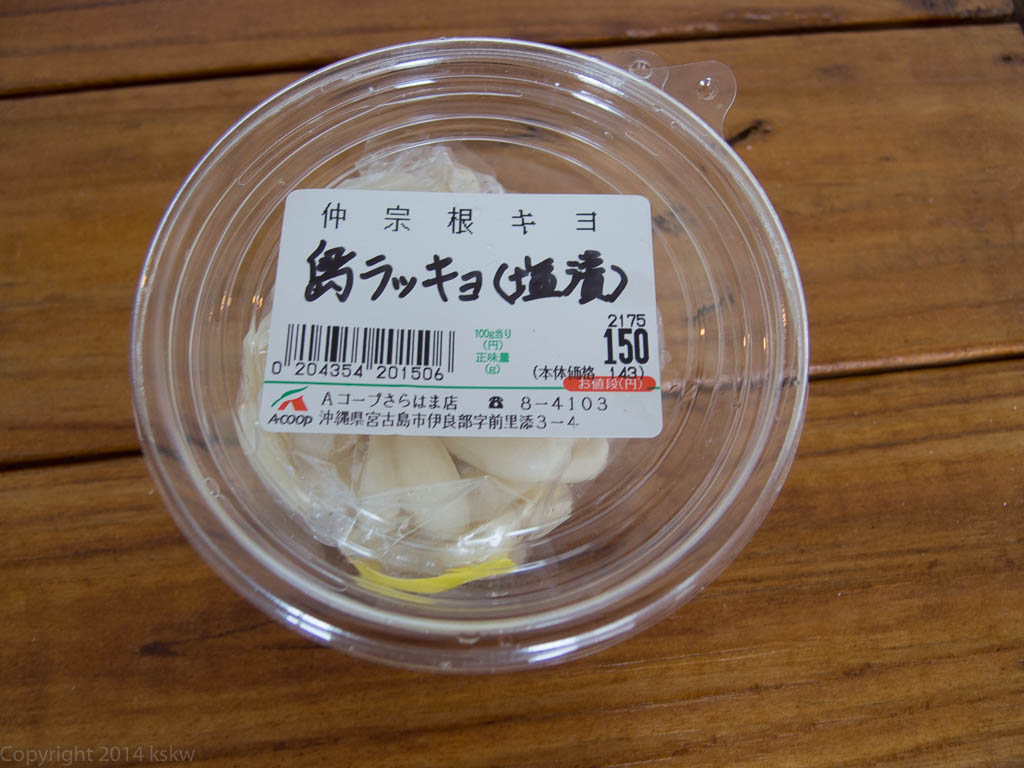 仲宗根キヨ
島ラッキョ(塩漬)
2175
100g当り
(円)
150
正味量
(g)
(本体価格 143)
お値段(円)
0 204354 201506
Aコープさらはま店 ☎ 8-4103
A-COOP 沖縄県宮古島市伊良部字前里添3-4
Copyright 2014 kskw